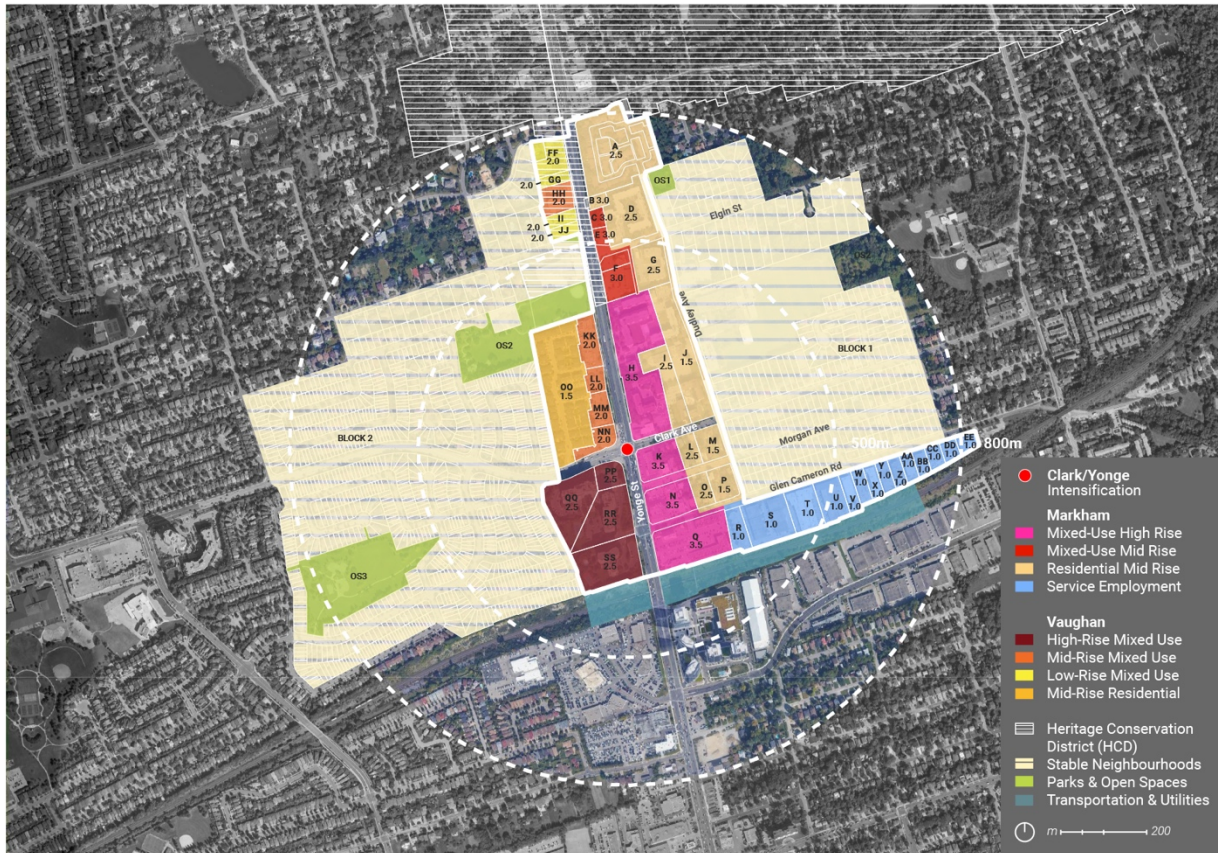 FF
2.0
A
2.5
GG
2.0
HH
2.0
OS1
B 3.0
D
2.5
Elgin St
C 3.0
II
2.0
E 3.0
JJ
2.0
G
2.5
OS2
F
3.0
Dudley Ave
OS2
KK
2.0
BLOCK 1
I
2.5
J
1.5
H
3.5
OO
1.5
LL
2.0
MM
2.0
BLOCK 2
NN
2.0
Clark Ave
Morgan Ave
500m
800m
EE
1.0
L
2.5
M
1.5
K
3.5
DD
1.0
CC
1.0
BB
1.0
AA
1.0
Z
1.0
Y
1.0
X
1.0
W
1.0
V
1.0
U
1.0
T
1.0
S
1.0
R
1.0
Glen Cameron Rd
PP
2.5
QQ
2.5
RR
2.5
Yonge St
N
3.5
O
2.5
P
1.5
Q
3.5
SS
2.5
OS3
Clark/Yonge
Intensification
Markham
Mixed-Use High Rise
Mixed-Use Mid Rise
Residential Mid Rise
Service Employment
Vaughan
High-Rise Mixed Use
Mid-Rise Mixed Use
Low-Rise Mixed Use
Mid-Rise Residential
Heritage Conservation
District (HCD)
Stable Neighbourhoods
Parks & Open Spaces
Transportation & Utilities
m
200